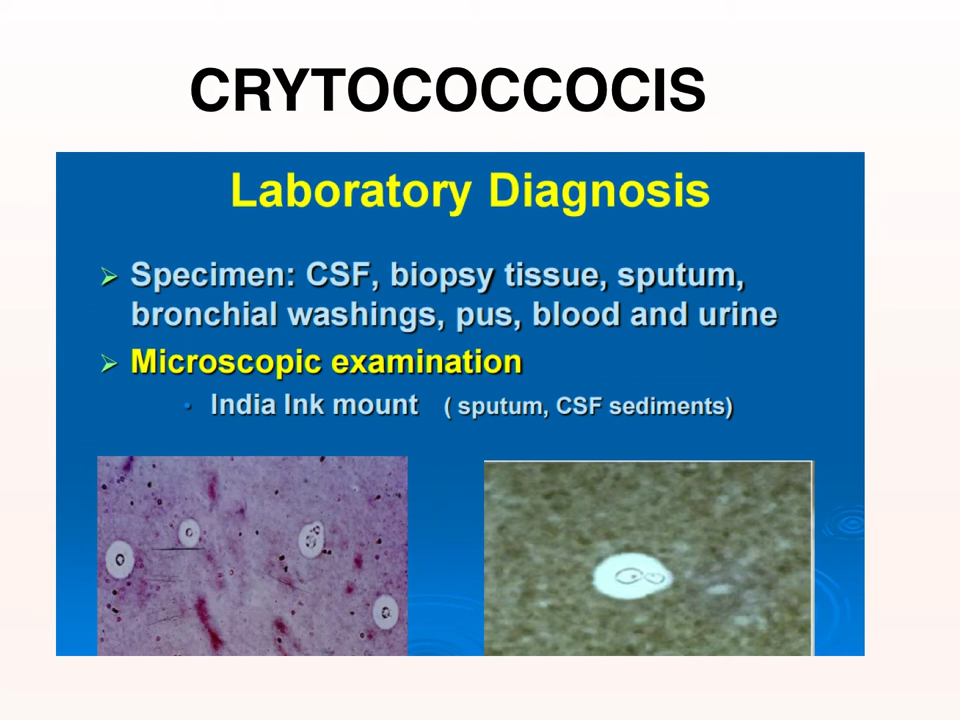 CRYTOCOCCOCIS
Laboratory Diagnosis
Specimen: CSF, biopsy tissue, sputum,
bronchial washings, pus, blood and urine
Microscopic examination
India Ink mount ( sputum, CSF sediments)